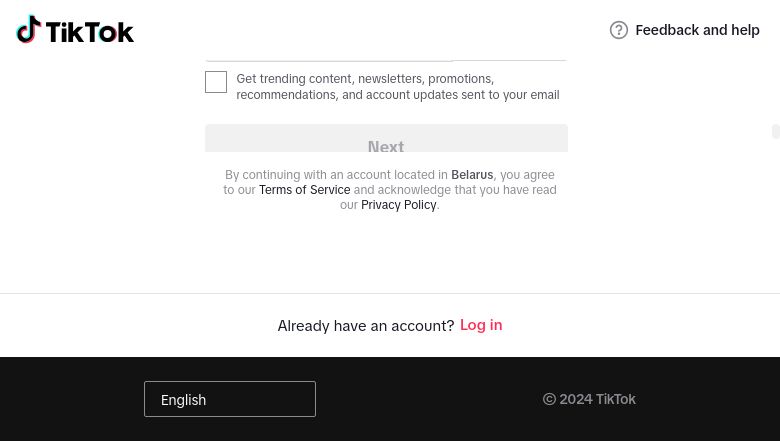 TikTok
Feedback and help
Get trending content, newsletters, promotions,
recommendations, and account updates sent to your email
Next
By continuing with an account located in Belarus, you agree
to our Terms of Service and acknowledge that you have read
our Privacy Policy.
Already have an account? Log in
English
© 2024 TikTok